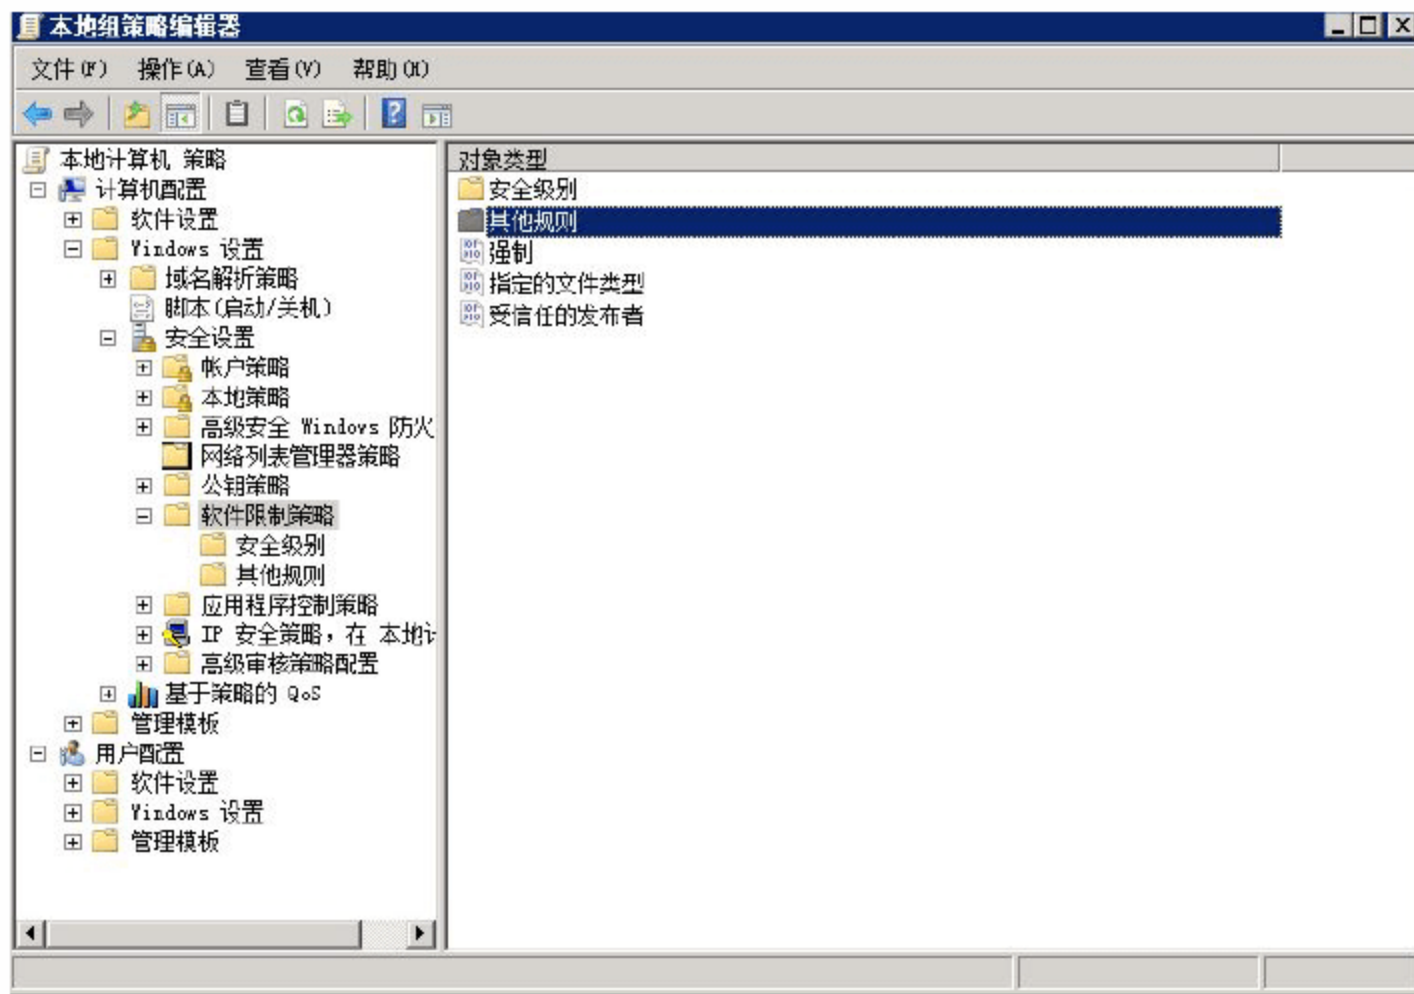 本地组策略编辑器
文件(F) 操作(A) 查看(V) 帮助(H)
本地计算机 策略
计算机配置
软件设置
Windows 设置
域名解析策略
脚本(启动/关机)
安全设置
帐户策略
本地策略
高级安全 Windows 防火
网络列表管理器策略
公钥策略
软件限制策略
安全级别
其他规则
应用程序控制策略
IP 安全策略，在 本地计
高级审核策略配置
基于策略的 QoS
管理模板
用户配置
软件设置
Windows 设置
管理模板
对象类型
安全级别
其他规则
强制
指定的文件类型
受信任的发布者